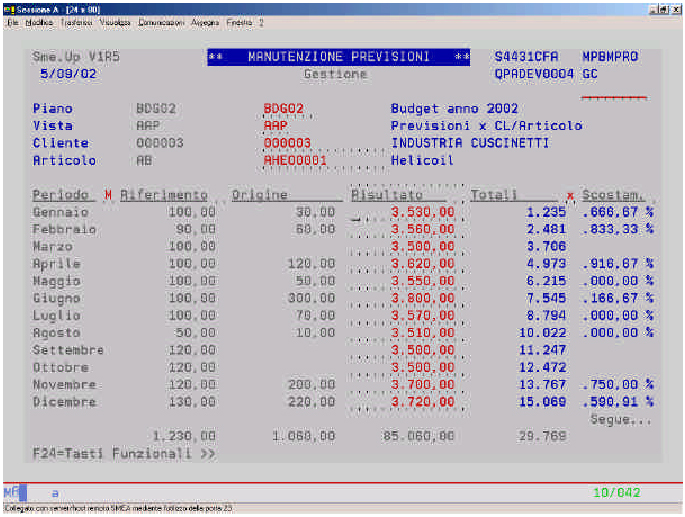 Sessione A - [24 x 80]
File Modifica Trasferisci Visualizza Comunicazioni Assegna Finestra ?
Sme.Up V1R5 ** MANUTENZIONE PREVISIONI ** S4431CFA MPBMPRO
5/09/02 Gestione QPADEV0004 GC
Piano BDG02 BDG02 Budget anno 2002
Vista AAP AAP Previsioni x CL/Articolo
Cliente 000003 000003 INDUSTRIA CUSCINETTI
Articolo AB AHE00001 Helicoil
Periodo M Riferimento Origine Risultato Totali x Scostam.
Gennaio 100,00 30,00 3.530,00 1.235 .666,67 %
Febbraio 90,00 60,00 3.560,00 2.481 .833,33 %
Marzo 100,00 3.500,00 3.706
Aprile 100,00 120,00 3.620,00 4.973 .916,67 %
Maggio 100,00 50,00 3.550,00 6.215 .000,00 %
Giugno 100,00 300,00 3.800,00 7.545 .166,67 %
Luglio 100,00 70,00 3.570,00 8.794 .000,00 %
Agosto 50,00 10,00 3.510,00 10.022 .000,00 %
Settembre 120,00 3.500,00 11.247
Ottobre 120,00 3.500,00 12.472
Novembre 120,00 200,00 3.700,00 13.767 .750,00 %
Dicembre 130,00 220,00 3.720,00 15.069 .590,91 %
Segue...
1.230,00 1.060,00 85.060,00 29.769
F24=Tasti Funzionali >>
MA a 10/042
Collegato con server/host remoto SMEA mediante l'utilizzo della porta 23